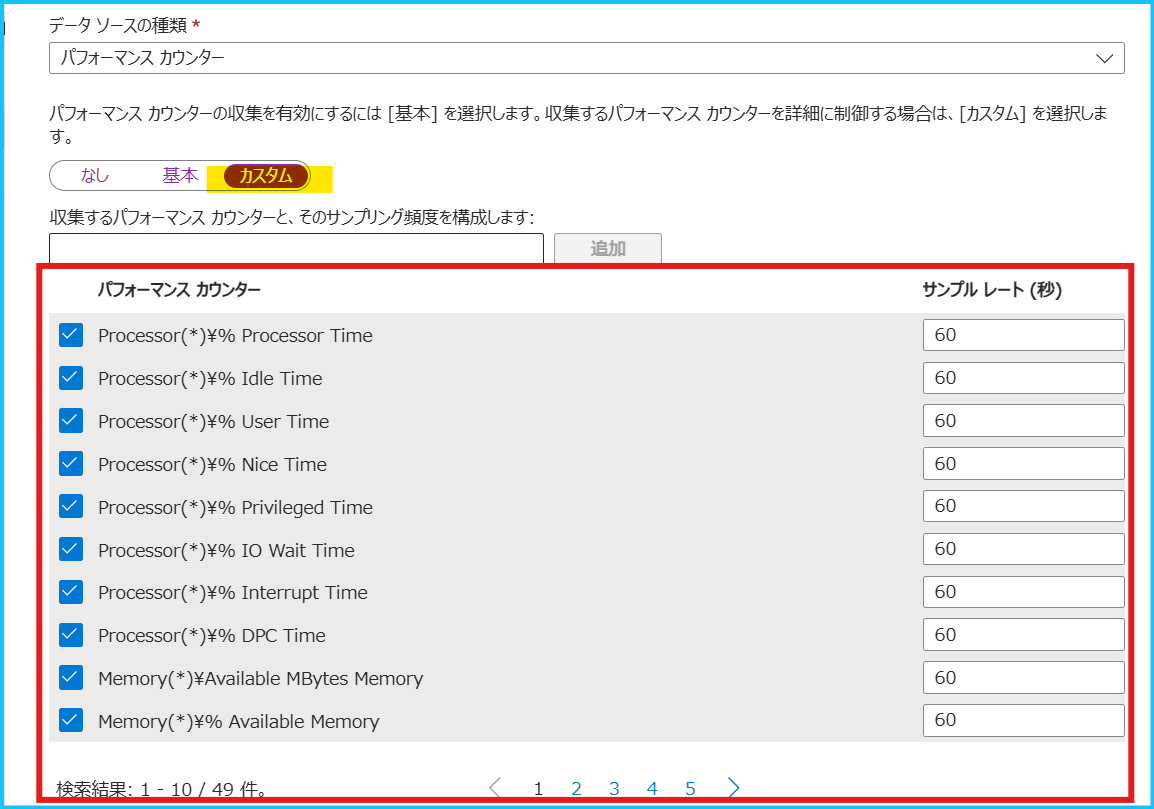 データ ソースの種類 *
パフォーマンス カウンター
パフォーマンス カウンターの収集を有効にするには [基本] を選択します。収集するパフォーマンス カウンターを詳細に制御する場合は、[カスタム] を選択しま
す。
なし 基本 カスタム
収集するパフォーマンス カウンターと、そのサンプリング頻度を構成します:
追加
パフォーマンス カウンター サンプル レート (秒)
Processor(*)¥% Processor Time 60
Processor(*)¥% Idle Time 60
Processor(*)¥% User Time 60
Processor(*)¥% Nice Time 60
Processor(*)¥% Privileged Time 60
Processor(*)¥% IO Wait Time 60
Processor(*)¥% Interrupt Time 60
Processor(*)¥% DPC Time 60
Memory(*)¥Available MBytes Memory 60
Memory(*)¥% Available Memory 60
検索結果: 1 - 10 / 49 件。 1 2 3 4 5